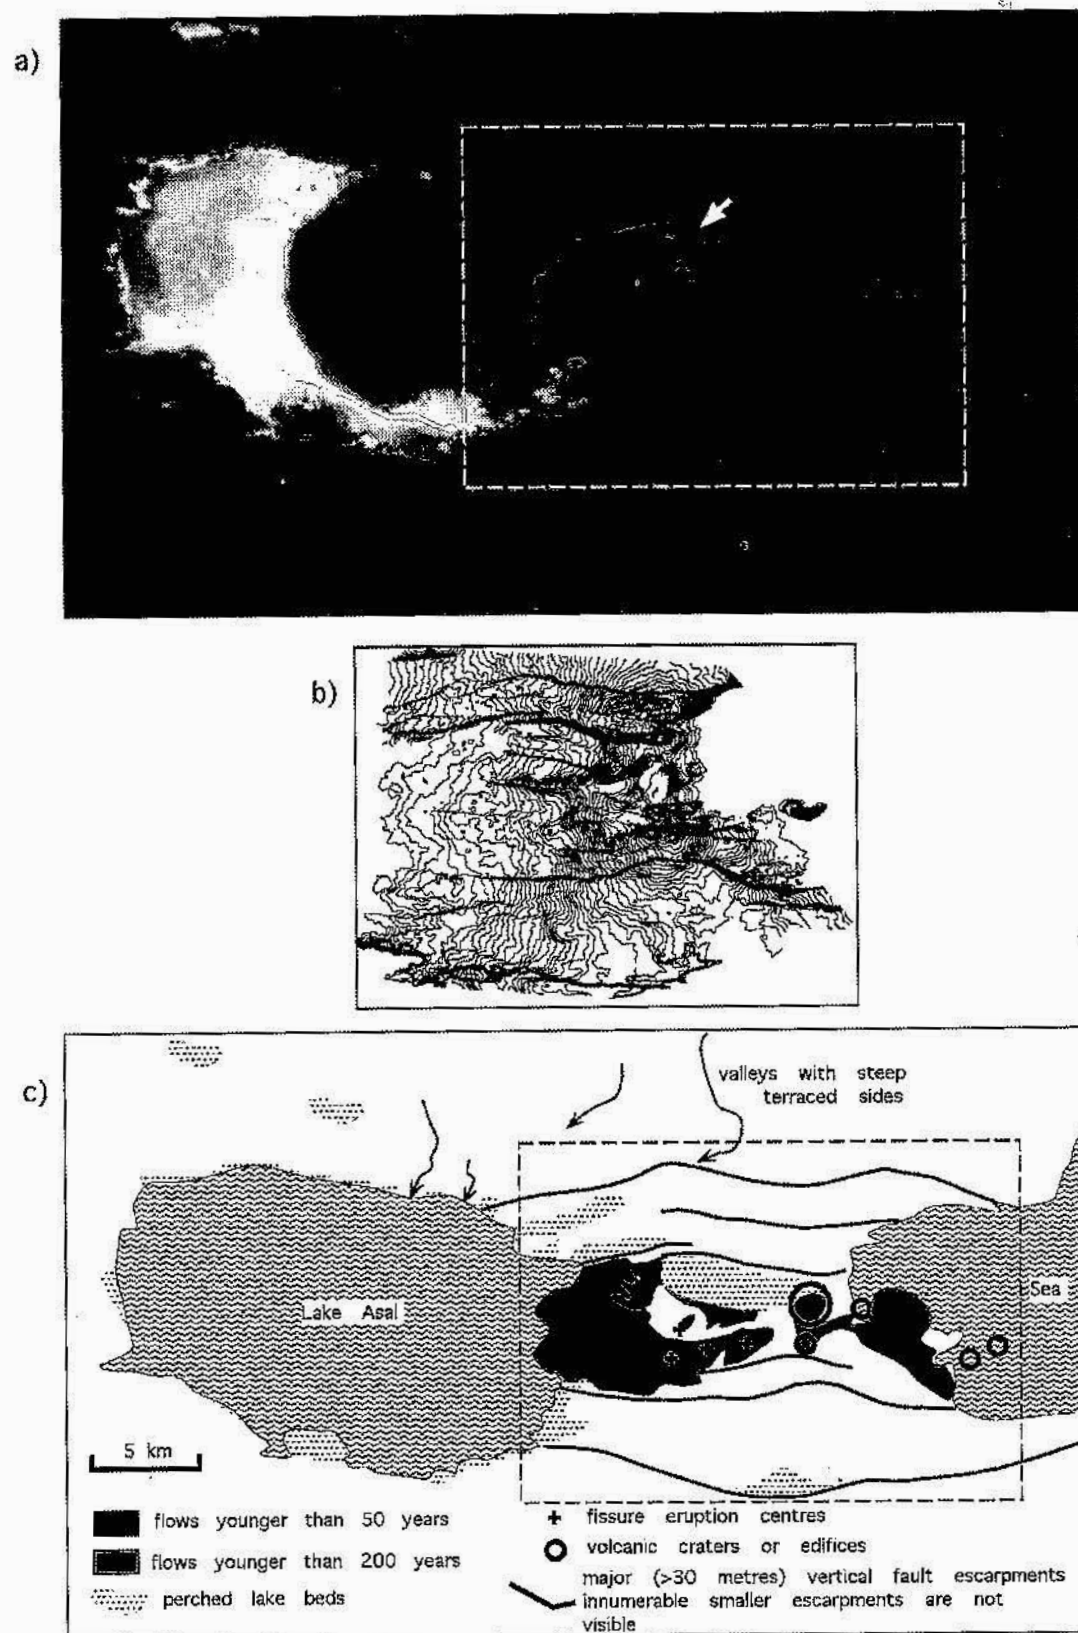 a)
b)
c)
valleys with steep
terraced sides
Lake Asal
Sea
5 km
flows younger than 50 years
flows younger than 200 years
perched lake beds
fissure eruption centres
volcanic craters or edifices
major (>30 metres) vertical fault escarpments
innumerable smaller escarpments are not
visible